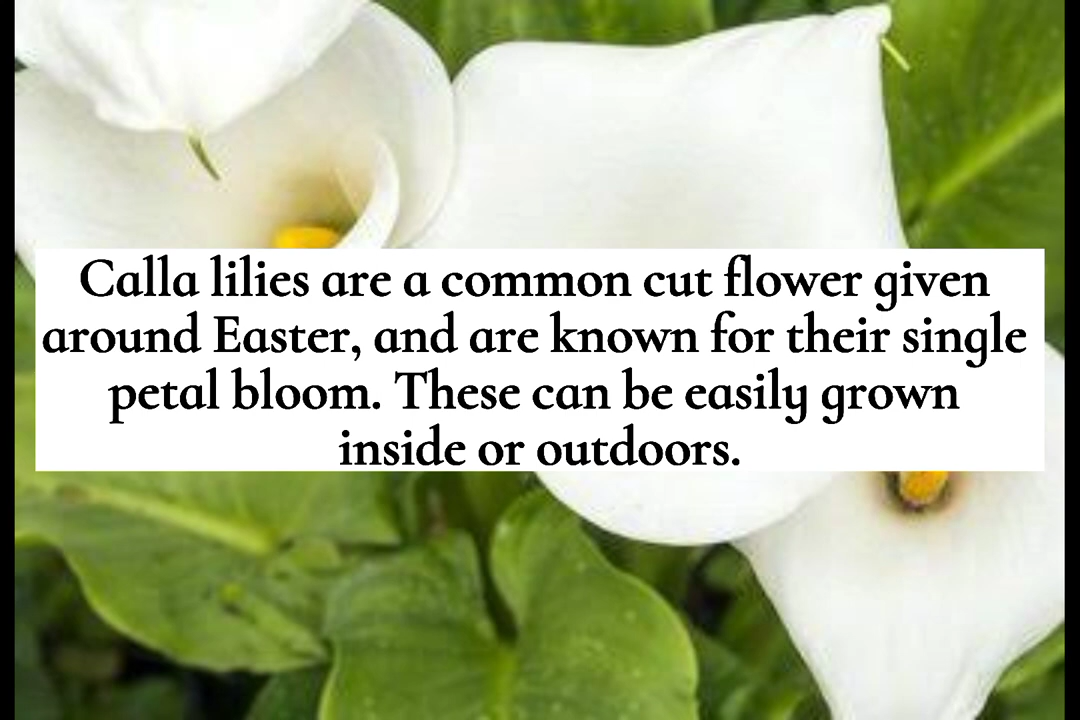 Calla lilies are a common cut flower given
around Easter, and are known for their single
petal bloom. These can be easily grown
inside or outdoors.